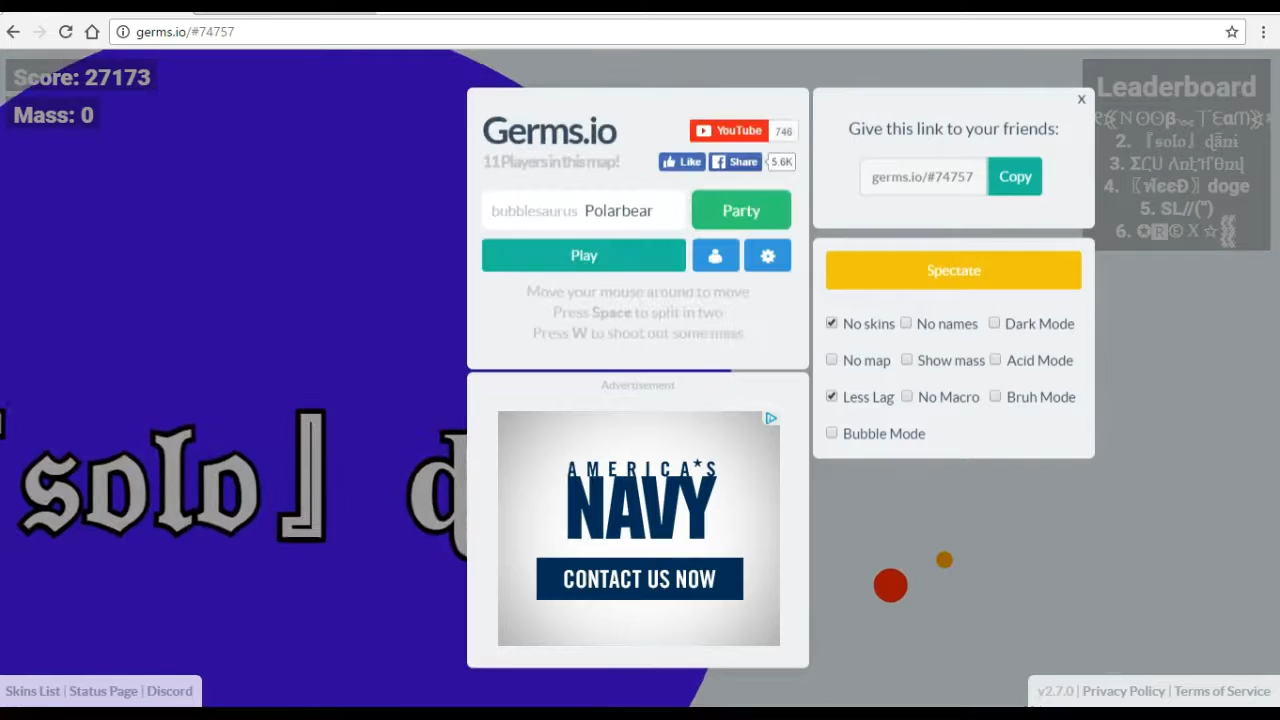 germs.io/#74757
Score: 27173
Mass: 0
Germs.io
YouTube 746
11 Players in this map!
Like Share 5.6K
bubblesaurus Polarbear
Party
Play
Move your mouse around to move
Press Space to split in two
Press W to shoot out some mass
Advertisement
AMERICA★S
NAVY
CONTACT US NOW
x
Give this link to your friends:
germs.io/#74757 Copy
Spectate
No skins No names Dark Mode
No map Show mass Acid Mode
Less Lag No Macro Bruh Mode
Bubble Mode
Leaderboard
2.『solo』
4.〖 〗doge
5. SL//(")
6. ✪🅁© X ☆
solo』
Skins List | Status Page | Discord
v2.7.0 | Privacy Policy | Terms of Service